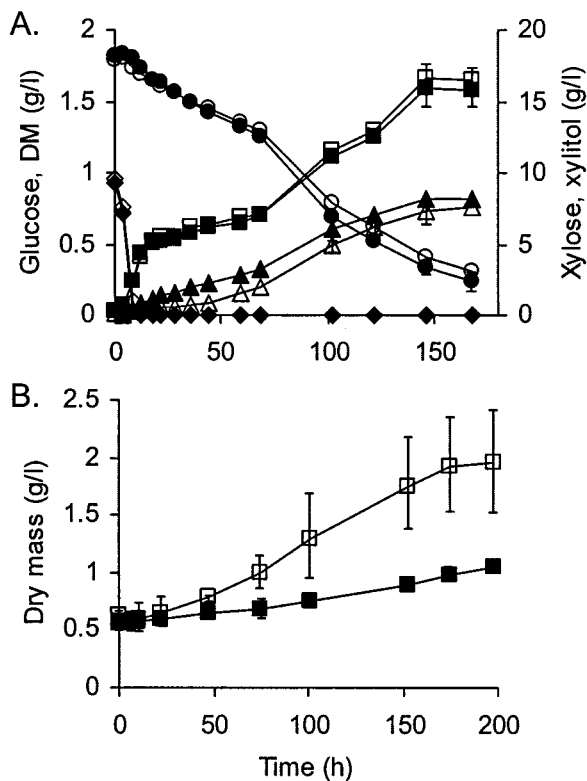 A.
2
1.5
1
0.5
0
20
15
10
5
0
Glucose, DM (g/l)
Xylose, xylitol (g/l)
0 50 100 150
B.
2.5
2
1.5
1
0.5
0
Dry mass (g/l)
0 50 100 150 200
Time (h)